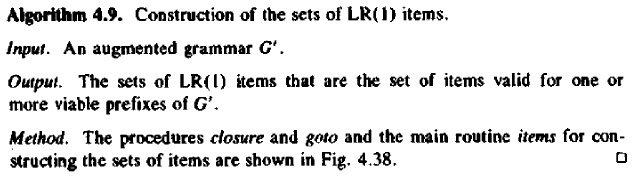 Algorithm 4.9. Construction of the sets of LR(1) items.
Input. An augmented grammar G'.
Output. The sets of LR(1) items that are the set of items valid for one or
more viable prefixes of G'.
Method. The procedures closure and goto and the main routine items for con-
structing the sets of items are shown in Fig. 4.38. □